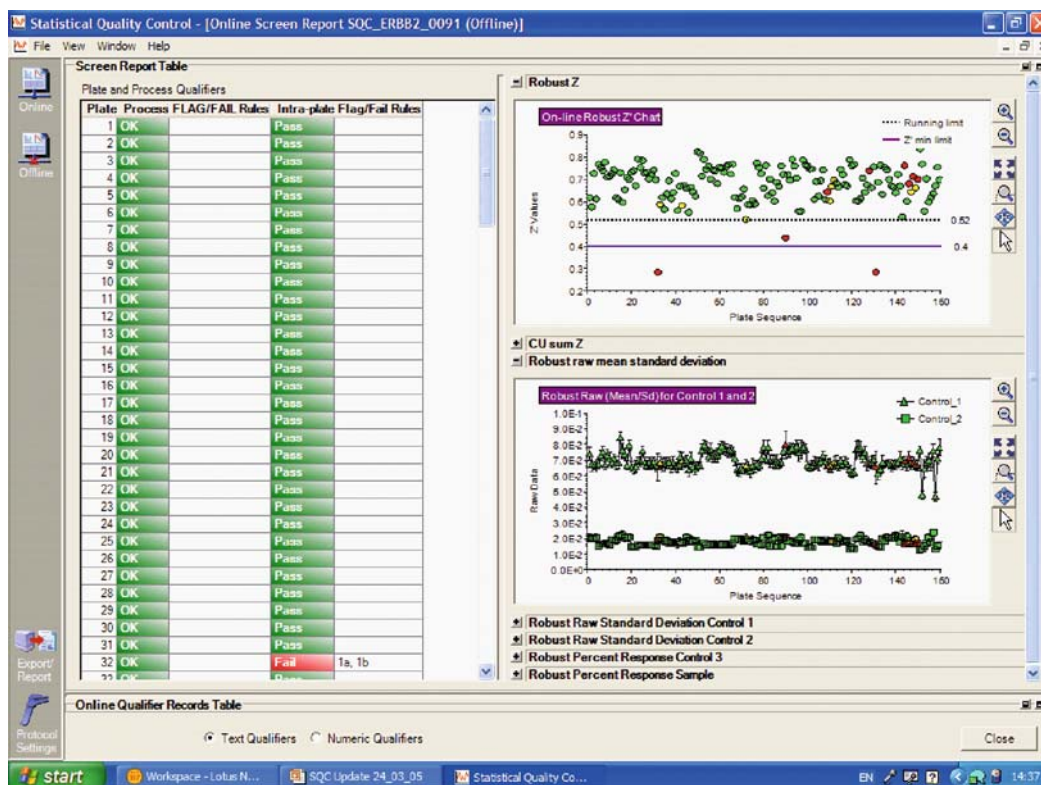 Statistical Quality Control - [Online Screen Report SQC_ERBB2_0091 (Offline)]
File View Window Help
Online
Offline
Export/
Report
Protocol
Settings
Screen Report Table
Plate and Process Qualifiers
Plate Process FLAG/FAIL Rules Intra-plate Flag/Fail Rules
1 OK Pass
2 OK Pass
3 OK Pass
4 OK Pass
5 OK Pass
6 OK Pass
7 OK Pass
8 OK Pass
9 OK Pass
10 OK Pass
11 OK Pass
12 OK Pass
13 OK Pass
14 OK Pass
15 OK Pass
16 OK Pass
17 OK Pass
18 OK Pass
19 OK Pass
20 OK Pass
21 OK Pass
22 OK Pass
23 OK Pass
24 OK Pass
25 OK Pass
26 OK Pass
27 OK Pass
28 OK Pass
29 OK Pass
30 OK Pass
31 OK Pass
32 OK Fail 1a, 1b
Robust Z
On-line Robust Z' Chart
Running limit
Z' min limit
Z' Values
0.9
0.8
0.7
0.6
0.5
0.4
0.3
0.2
0.52
0.4
0 20 40 60 80 100 120 140 160
Plate Sequence
CU sum Z
Robust raw mean standard deviation
Robust Raw (Mean/Sd) for Control 1 and 2
Control_1
Control_2
Raw Data
1.0E-1
9.0E-2
8.0E-2
7.0E-2
6.0E-2
5.0E-2
4.0E-2
3.0E-2
2.0E-2
1.0E-2
0.0E+0
0 20 40 60 80 100 120 140 160
Plate Sequence
Robust Raw Standard Deviation Control 1
Robust Raw Standard Deviation Control 2
Robust Percent Response Control 3
Robust Percent Response Sample
Online Qualifier Records Table
Text Qualifiers Numeric Qualifiers
Close
start Workspace - Lotus N... SQC Update 24_03_05 Statistical Quality Co... EN 14:37